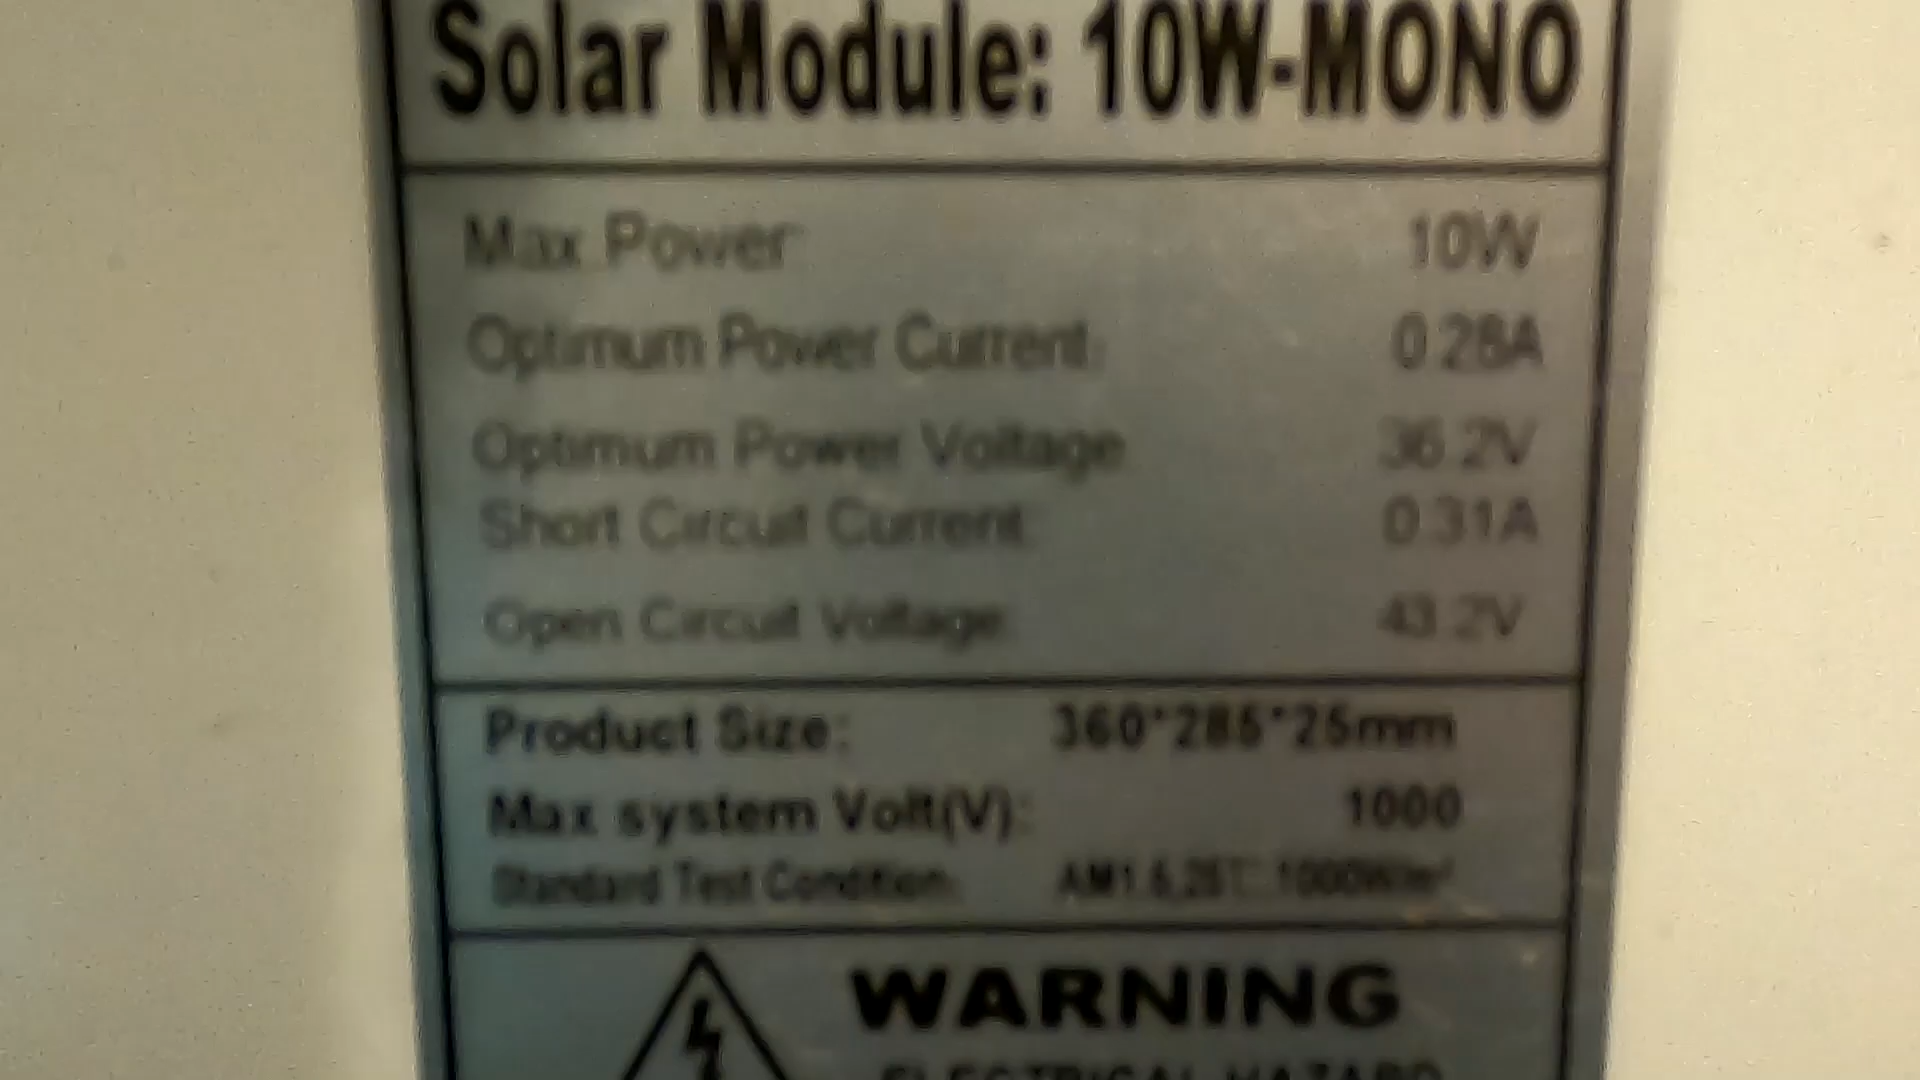 Solar Module: 10W-MONO
Max Power: 10W
Optimum Power Current: 0.28A
Optimum Power Voltage 36.2V
Short Circuit Current: 0.31A
Open Circuit Voltage: 43.2V
Product Size: 360*285*25mm
Max system Volt(V): 1000
Standard Test Condition: AM1.5,25℃ 1000W/m²
WARNING
ELECTRICAL HAZARD